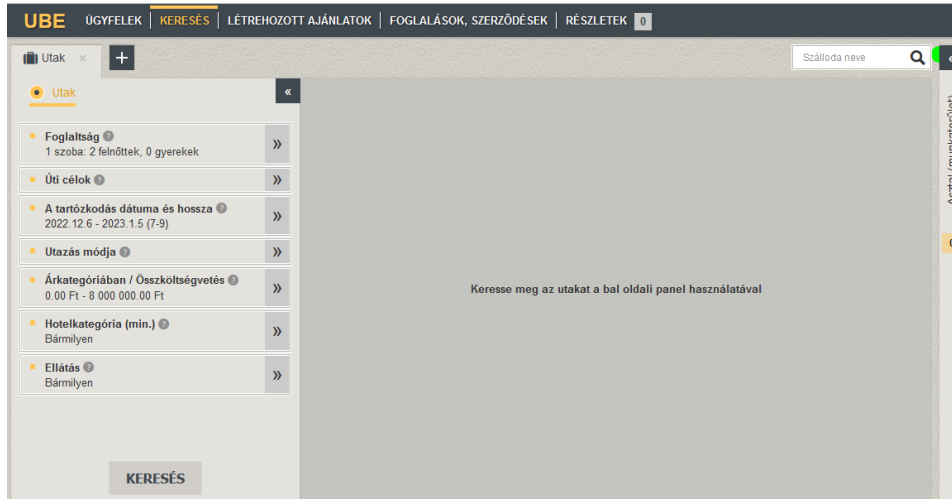 UBE ÜGYFELEK KERESÉS LÉTREHOZOTT AJÁNLATOK FOGLALÁSOK, SZERZŐDÉSEK RÉSZLETEK 0
Utak × +
Szálloda neve
«
Utak
«
Foglaltság ?
1 szoba: 2 felnőttek, 0 gyerekek
»
Úti célok ?
»
A tartózkodás dátuma és hossza ?
2022.12.6 - 2023.1.5 (7-9)
»
Utazás módja ?
»
Árkategóriában / Összköltségvetés ?
0.00 Ft - 8 000 000.00 Ft
»
Hotelkategória (min.) ?
Bármilyen
»
Ellátás ?
Bármilyen
»
KERESÉS
Keresse meg az utakat a bal oldali panel használatával
Asztal (munkaterület)